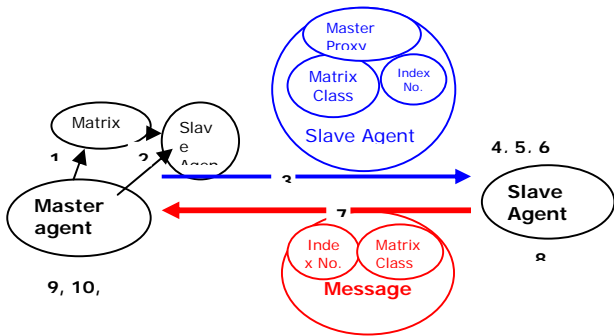 Master
Proxy
Matrix
Class
Index
No.
Slave Agent
Matrix
Slav
e
Agen
1
2
3
4. 5. 6
Master
agent
Slave
Agent
7
Inde
x No.
Matrix
Class
Message
8
9, 10,